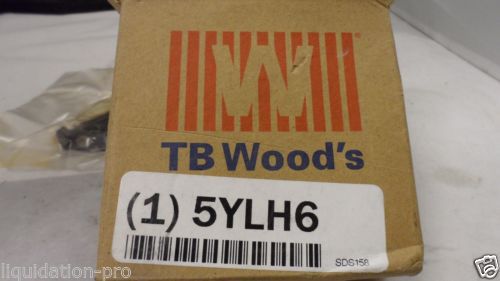 ®
TB Wood's
(1) 5YLH6
SDS158
liquidation-pro